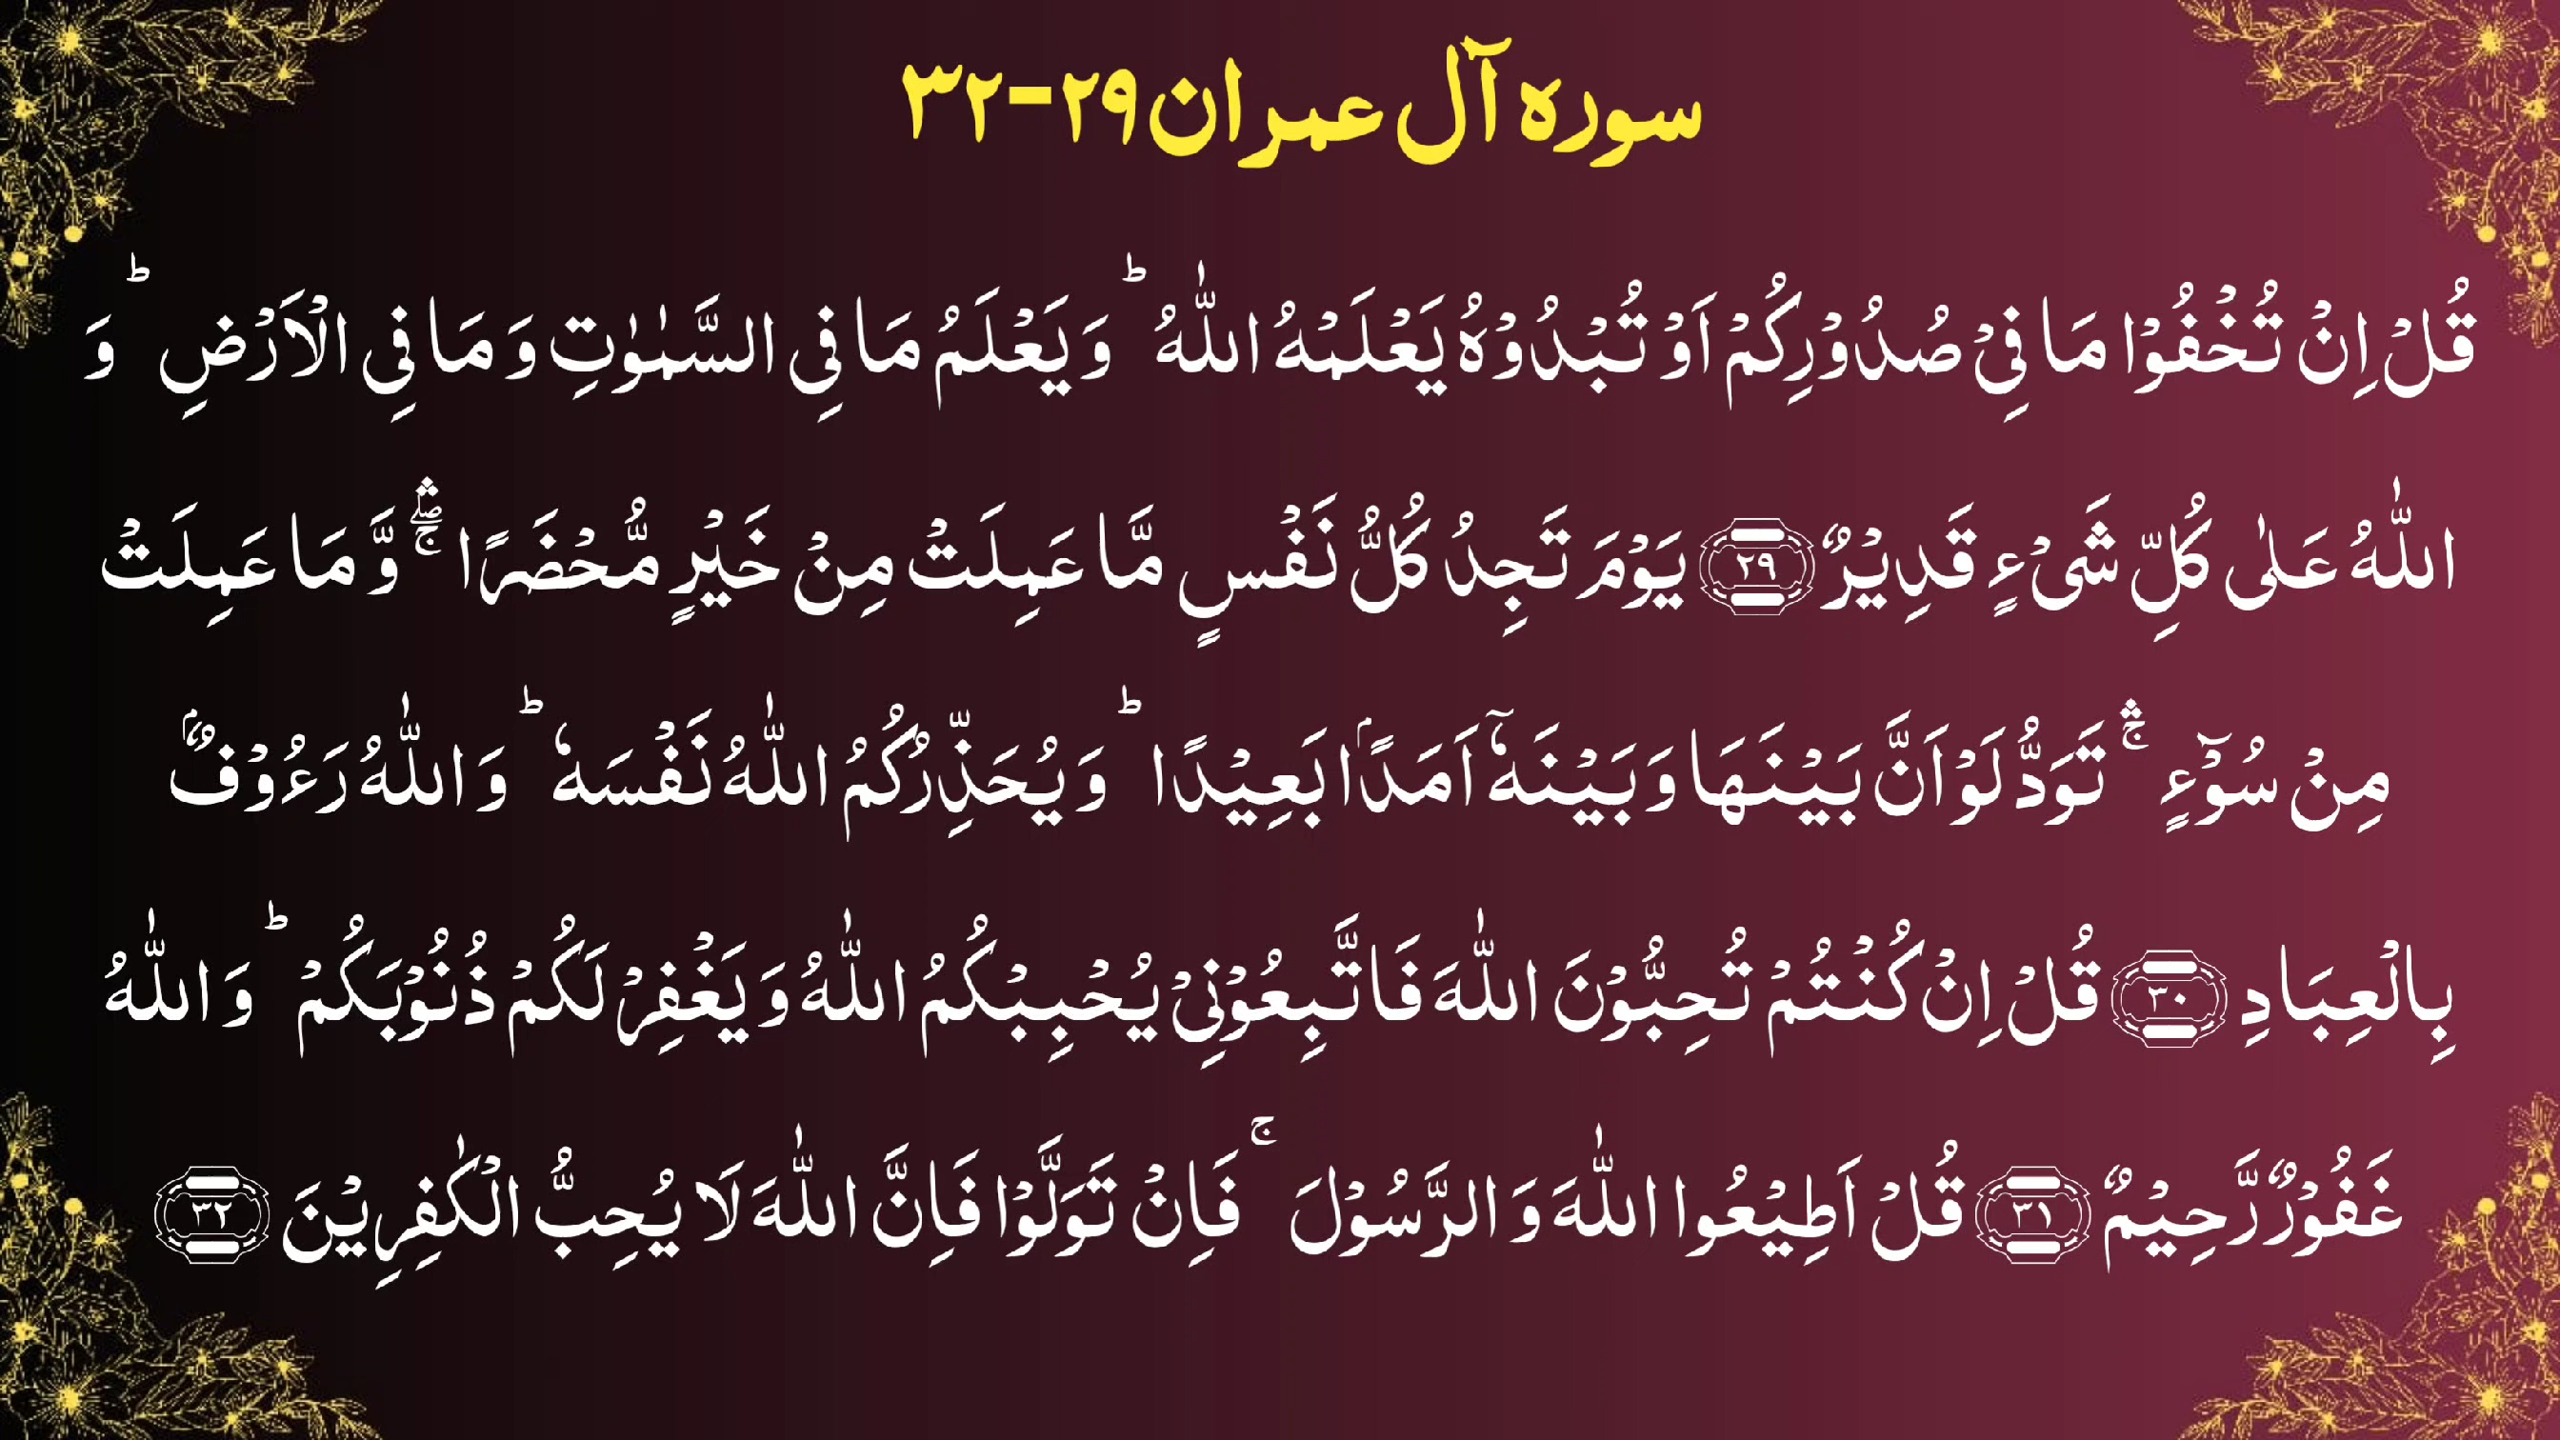 سورہ آل عمران ۲۹-۳۲
قُلْ اِنْ تُخْفُوْا مَا فِیْ صُدُوْرِكُمْ اَوْ تُبْدُوْهُ یَعْلَمْهُ اللّٰهُ ؕ وَ یَعْلَمُ مَا فِی السَّمٰوٰتِ وَ مَا فِی الْاَرْضِ ؕ وَ
اللّٰهُ عَلٰی كُلِّ شَیْءٍ قَدِیْرٌ ﴿۲۹﴾ یَوْمَ تَجِدُ كُلُّ نَفْسٍ مَّا عَمِلَتْ مِنْ خَیْرٍ مُّحْضَرًا ۚۖۛ وَّ مَا عَمِلَتْ
مِنْ سُوْٓءٍ ۚۛ تَوَدُّ لَوْ اَنَّ بَیْنَهَا وَ بَیْنَهٗۤ اَمَدًۢا بَعِیْدًا ؕ وَ یُحَذِّرُكُمُ اللّٰهُ نَفْسَهٗ ؕ وَ اللّٰهُ رَءُوْفٌۢ
بِالْعِبَادِ ﴿۳۰﴾ قُلْ اِنْ كُنْتُمْ تُحِبُّوْنَ اللّٰهَ فَاتَّبِعُوْنِیْ یُحْبِبْكُمُ اللّٰهُ وَ یَغْفِرْ لَكُمْ ذُنُوْبَكُمْ ؕ وَ اللّٰهُ
غَفُوْرٌ رَّحِیْمٌ ﴿۳۱﴾ قُلْ اَطِیْعُوا اللّٰهَ وَ الرَّسُوْلَ ۚ فَاِنْ تَوَلَّوْا فَاِنَّ اللّٰهَ لَا یُحِبُّ الْكٰفِرِیْنَ ﴿۳۲﴾